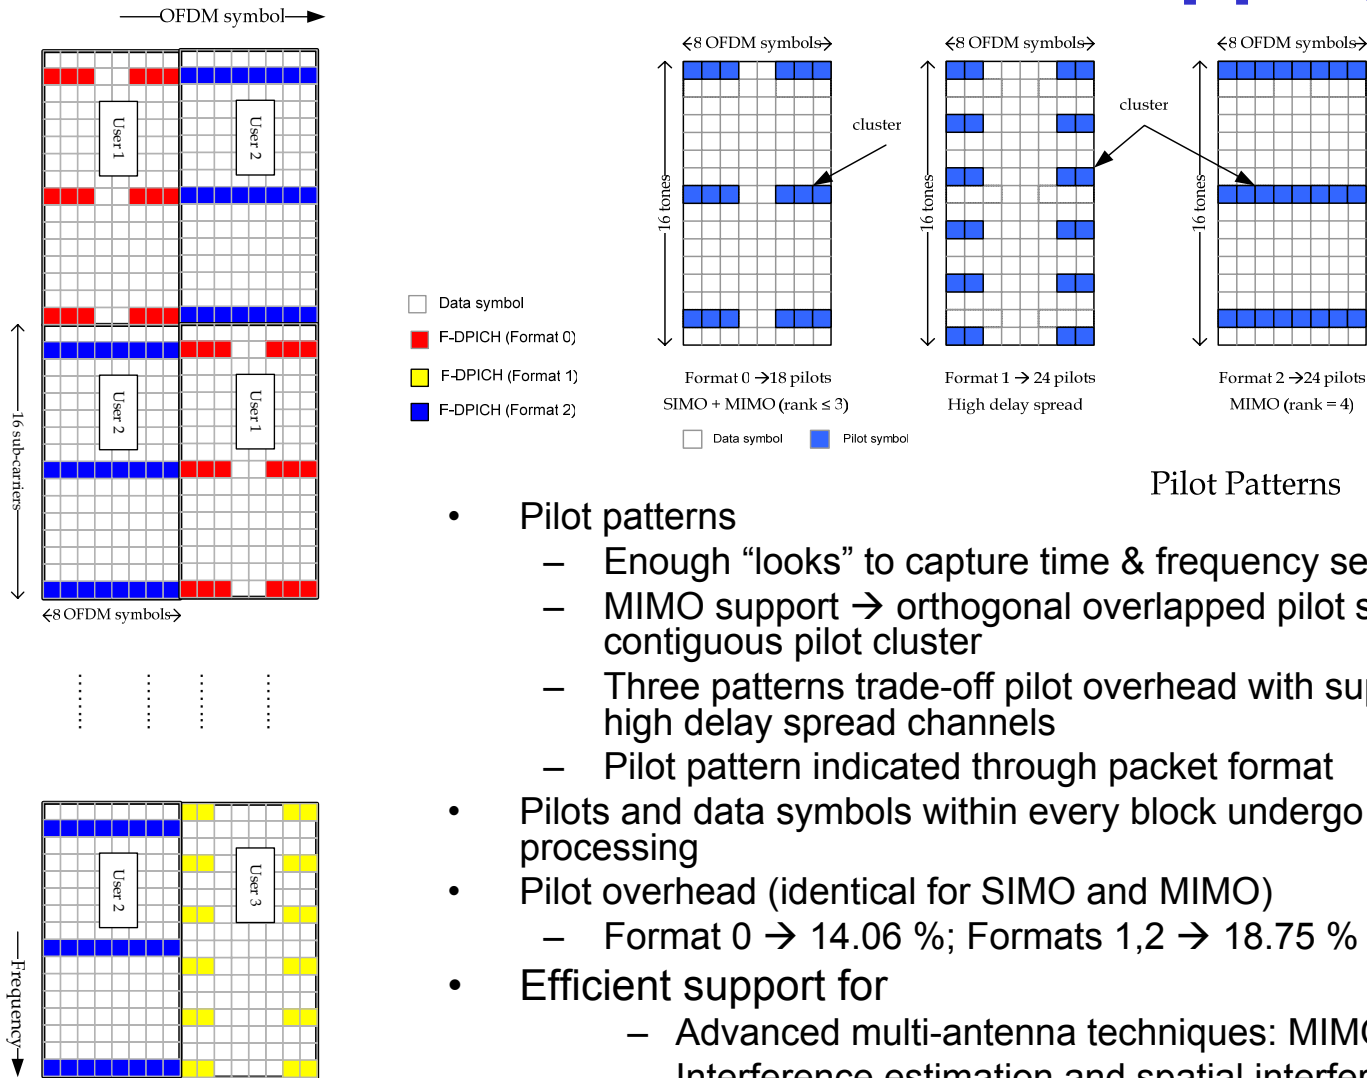 OFDM symbol
User 1
User 2
User 2
User 1
16 sub-carriers
8 OFDM symbols
User 2
User 3
Frequency
Data symbol
F-DPICH (Format 0)
F-DPICH (Format 1)
F-DPICH (Format 2)
8 OFDM symbols
16 tones
cluster
Format 0 → 18 pilots
SIMO + MIMO (rank ≤ 3)
8 OFDM symbols
16 tones
cluster
Format 1 → 24 pilots
High delay spread
8 OFDM symbols
16 tones
Format 2 → 24 pilots
MIMO (rank = 4)
Data symbol
Pilot symbol
Pilot Patterns
• Pilot patterns
– Enough “looks” to capture time & frequency se
– MIMO support → orthogonal overlapped pilot s
contiguous pilot cluster
– Three patterns trade-off pilot overhead with sup
high delay spread channels
– Pilot pattern indicated through packet format
• Pilots and data symbols within every block undergo
processing
• Pilot overhead (identical for SIMO and MIMO)
– Format 0 → 14.06 %; Formats 1,2 → 18.75 %
• Efficient support for
– Advanced multi-antenna techniques: MIMO
Interference estimation and spatial interfer